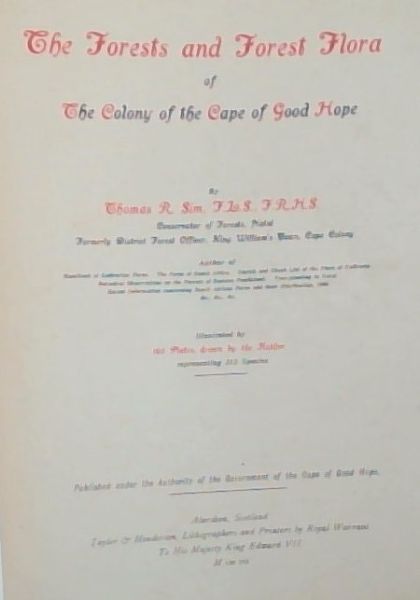 The Forests and Forest Flora
of
The Colony of the Cape of Good Hope
By
Thomas R. Sim, F.L.S., F.R.H.S.
Conservator of Forests, Natal
Formerly District Forest Officer, King William's Town, Cape Colony
Author of
&c., &c., &c.
Illustrated by
Plates, drawn by the Author
representing Species
Published under the Authority of the Government of the Cape of Good Hope.
Aberdeen, Scotland
Taylor & Henderson, Lithographers and Printers by Royal Warrant
To His Majesty King Edward VII